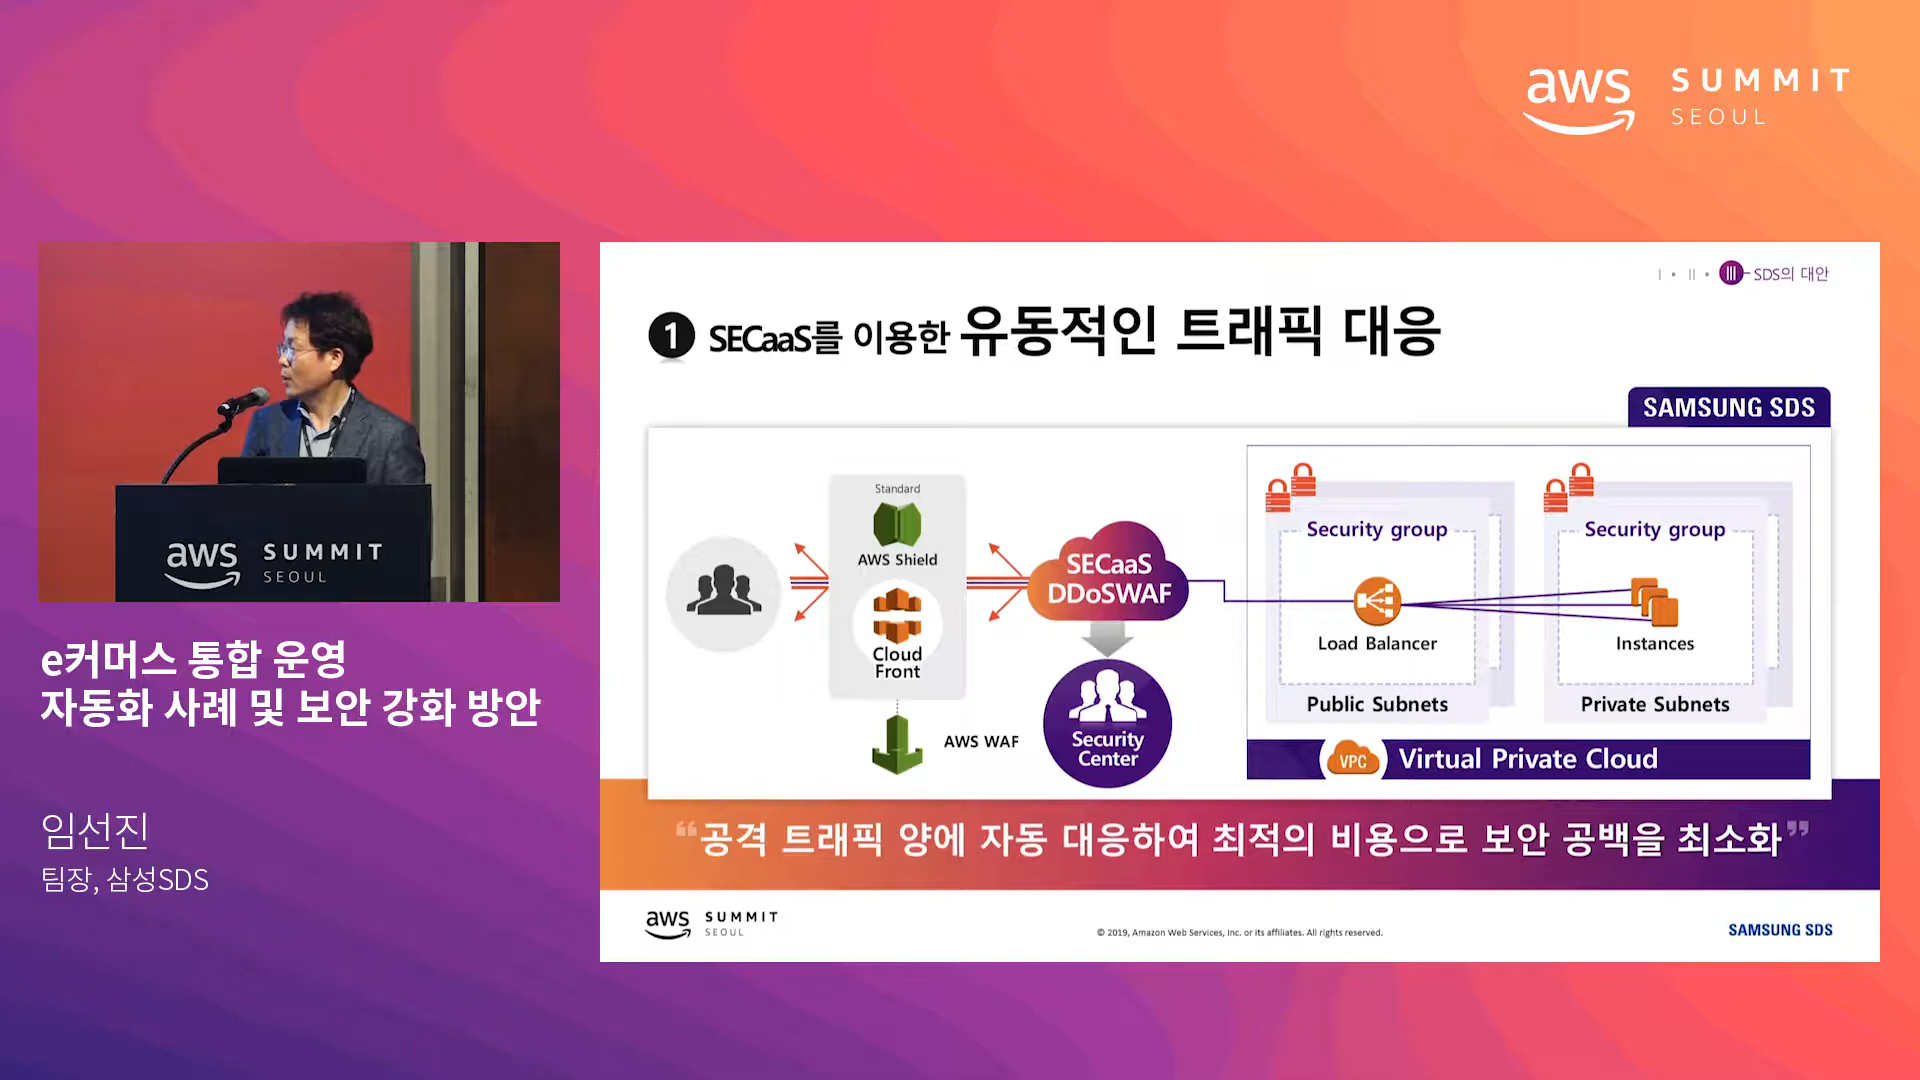 aws SUMMIT
SEOUL
aws SUMMIT
SEOUL
e커머스 통합 운영
자동화 사례 및 보안 강화 방안
임선진
팀장, 삼성SDS
I • II • III SDS의 대안
1 SECaaS를 이용한 유동적인 트래픽 대응
SAMSUNG SDS
Standard
AWS Shield
Cloud
Front
AWS WAF
SECaaS
DDoSWAF
Security
Center
Security group
Load Balancer
Public Subnets
Security group
Instances
Private Subnets
VPC Virtual Private Cloud
“공격 트래픽 양에 자동 대응하여 최적의 비용으로 보안 공백을 최소화”
aws SUMMIT
SEOUL
© 2019, Amazon Web Services, Inc. or its affiliates. All rights reserved.
SAMSUNG SDS